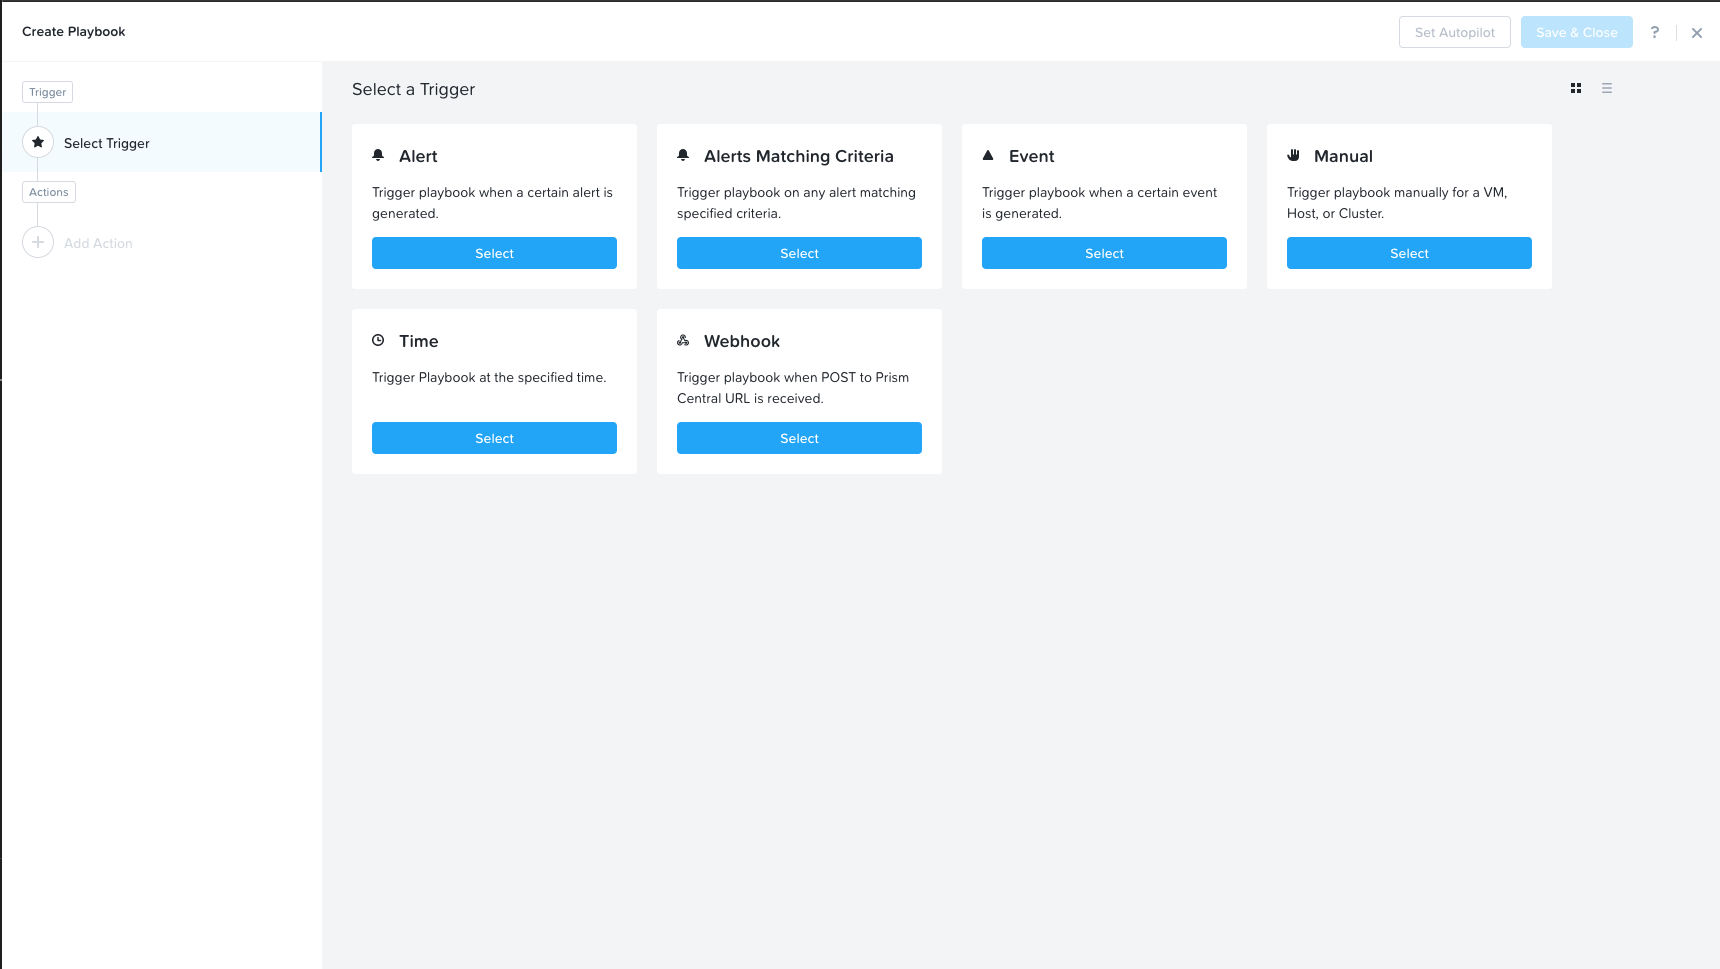 Create Playbook
Set Autopilot
Save & Close
?
Trigger
Select Trigger
Actions
Add Action
Select a Trigger
Alert
Trigger playbook when a certain alert is
generated.
Select
Alerts Matching Criteria
Trigger playbook on any alert matching
specified criteria.
Select
Event
Trigger playbook when a certain event
is generated.
Select
Manual
Trigger playbook manually for a VM,
Host, or Cluster.
Select
Time
Trigger Playbook at the specified time.
Select
Webhook
Trigger playbook when POST to Prism
Central URL is received.
Select